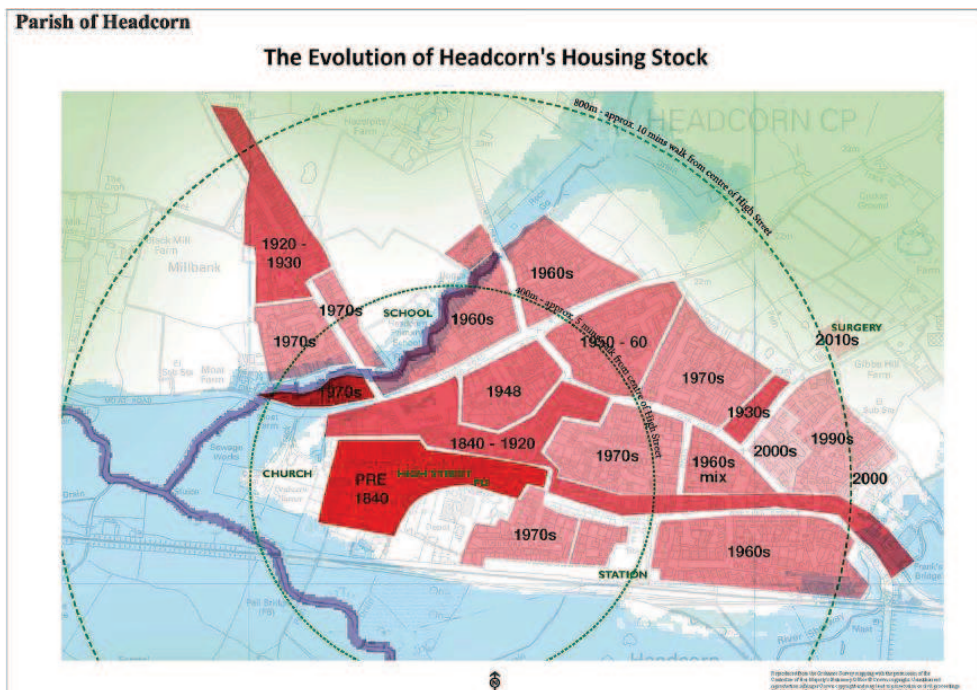 Parish of Headcorn
The Evolution of Headcorn's Housing Stock
800m - approx. 10 mins walk from centre of High Street
HEADCORN CP
1920 -
1930
Millbank
1970s
1970s
SCHOOL
1960s
1960s
400m - approx. 5 mins walk from centre of High Street
1950 - 60
SURGERY
2010s
1970s
1970s
1948
1930s
1840 - 1920
1970s
1960s
mix
2000s
1990s
2000
CHURCH
PRE
1840
HIGH STREET
PO
Sewage
Works
1970s
1960s
STATION
Headcorn